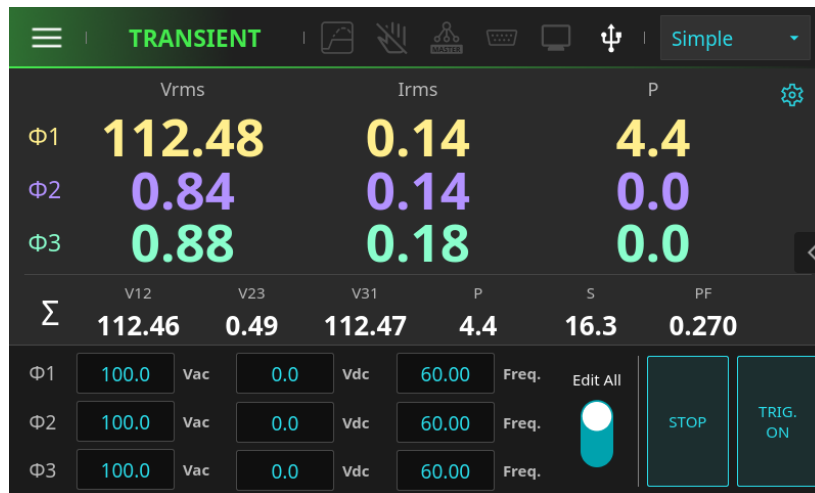 TRANSIENT MASTER Simple
Vrms Irms P
Φ1 112.48 0.14 4.4
Φ2 0.84 0.14 0.0
Φ3 0.88 0.18 0.0
V12 V23 V31 P S PF
Σ 112.46 0.49 112.47 4.4 16.3 0.270
Φ1 100.0 Vac 0.0 Vdc 60.00 Freq. Edit All
Φ2 100.0 Vac 0.0 Vdc 60.00 Freq. STOP TRIG. ON
Φ3 100.0 Vac 0.0 Vdc 60.00 Freq.